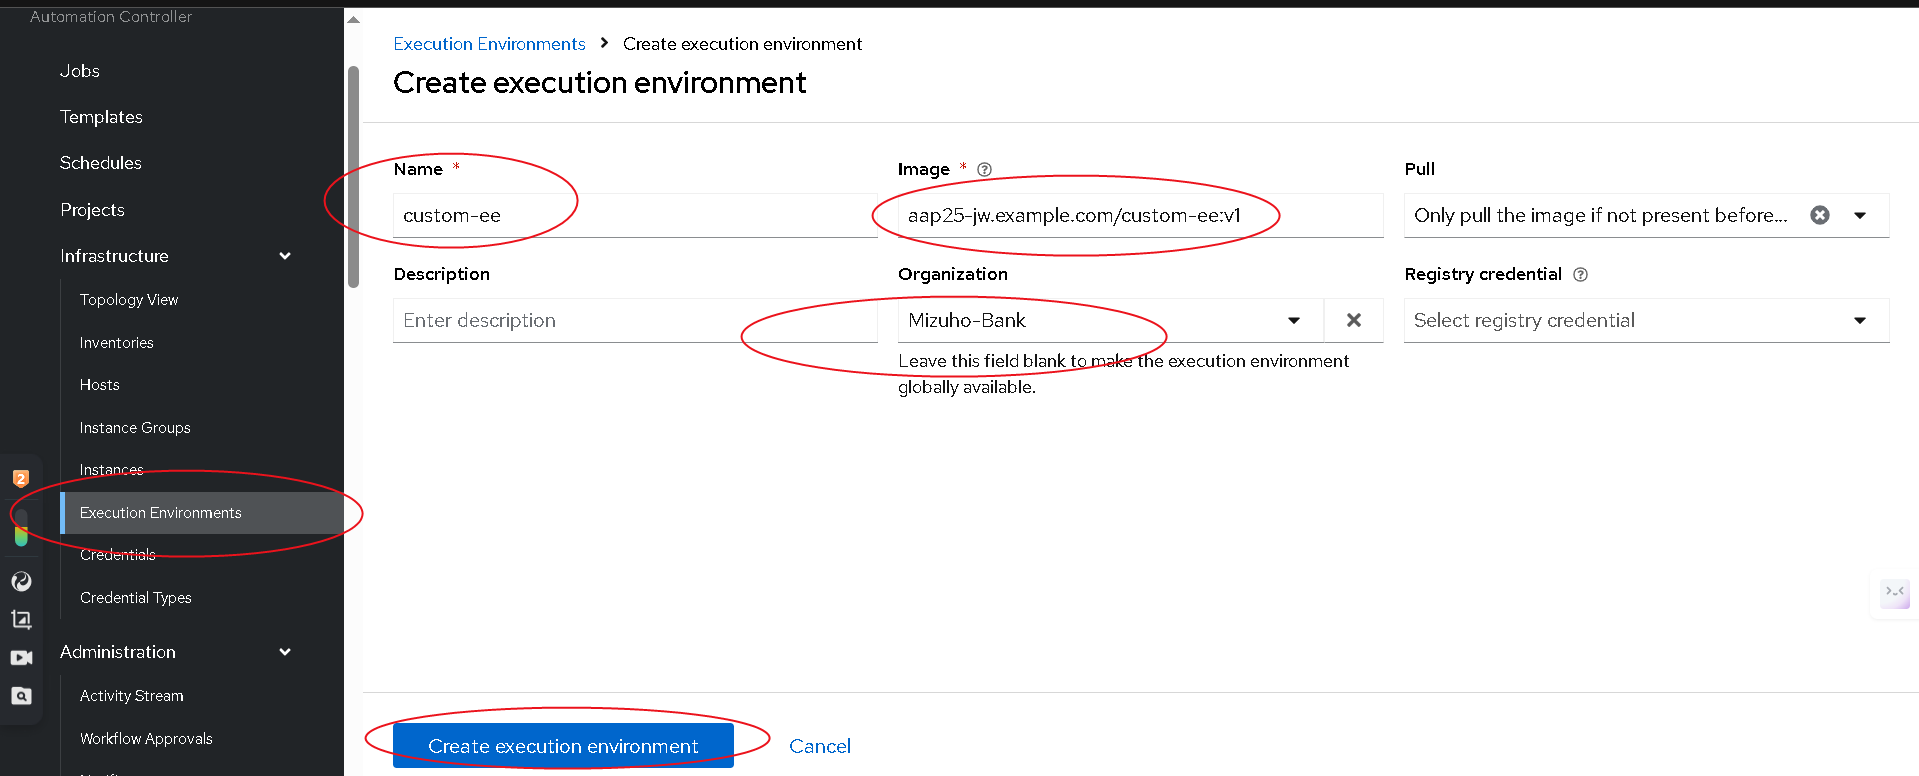 Automation Controller
Jobs
Templates
Schedules
Projects
Infrastructure
Topology View
Inventories
Hosts
Instance Groups
Instances
Execution Environments
Credentials
Credential Types
Administration
Activity Stream
Workflow Approvals
2
Execution Environments > Create execution environment
Create execution environment
Name *
custom-ee
Image *
aap25-jw.example.com/custom-ee:v1
Pull
Only pull the image if not present before...
Description
Enter description
Organization
Mizuho-Bank
Leave this field blank to make the execution environment
globally available.
Registry credential
Select registry credential
Create execution environment
Cancel